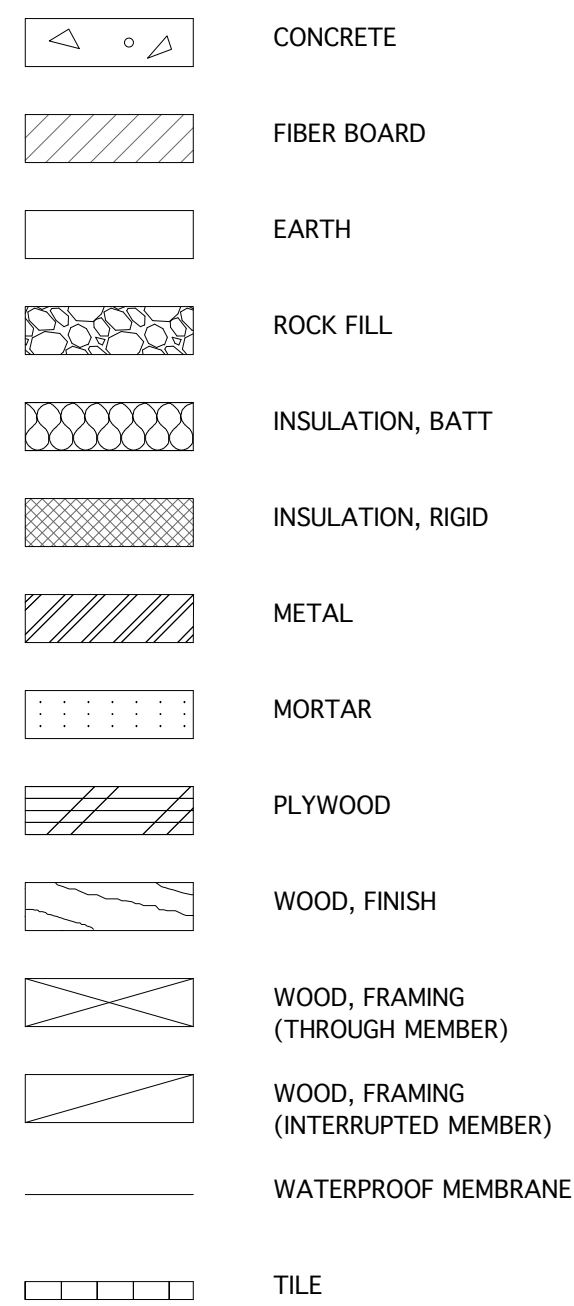 CONCRETE
FIBER BOARD
EARTH
ROCK FILL
INSULATION, BATT
INSULATION, RIGID
METAL
MORTAR
PLYWOOD
WOOD, FINISH
WOOD, FRAMING
(THROUGH MEMBER)
WOOD, FRAMING
(INTERRUPTED MEMBER)
WATERPROOF MEMBRANE
TILE